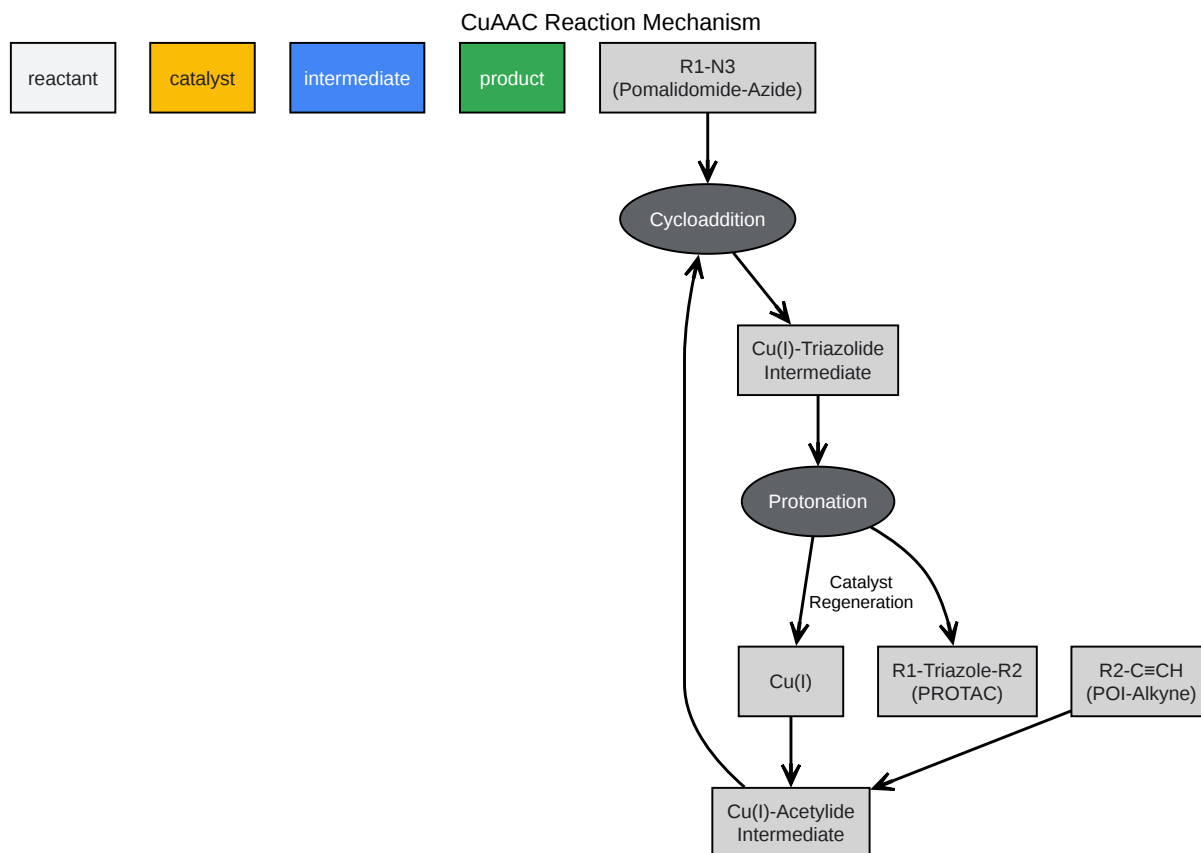 CuAAC Reaction Mechanism
reactant
catalyst
intermediate
product
R1-N3
(Pomalidomide-Azide)
Cycloaddition
Cu(I)-Triazolide
Intermediate
Protonation
Catalyst
Regeneration
Cu(I)
R1-Triazole-R2
(PROTAC)
R2-C≡CH
(POI-Alkyne)
Cu(I)-Acetylide
Intermediate